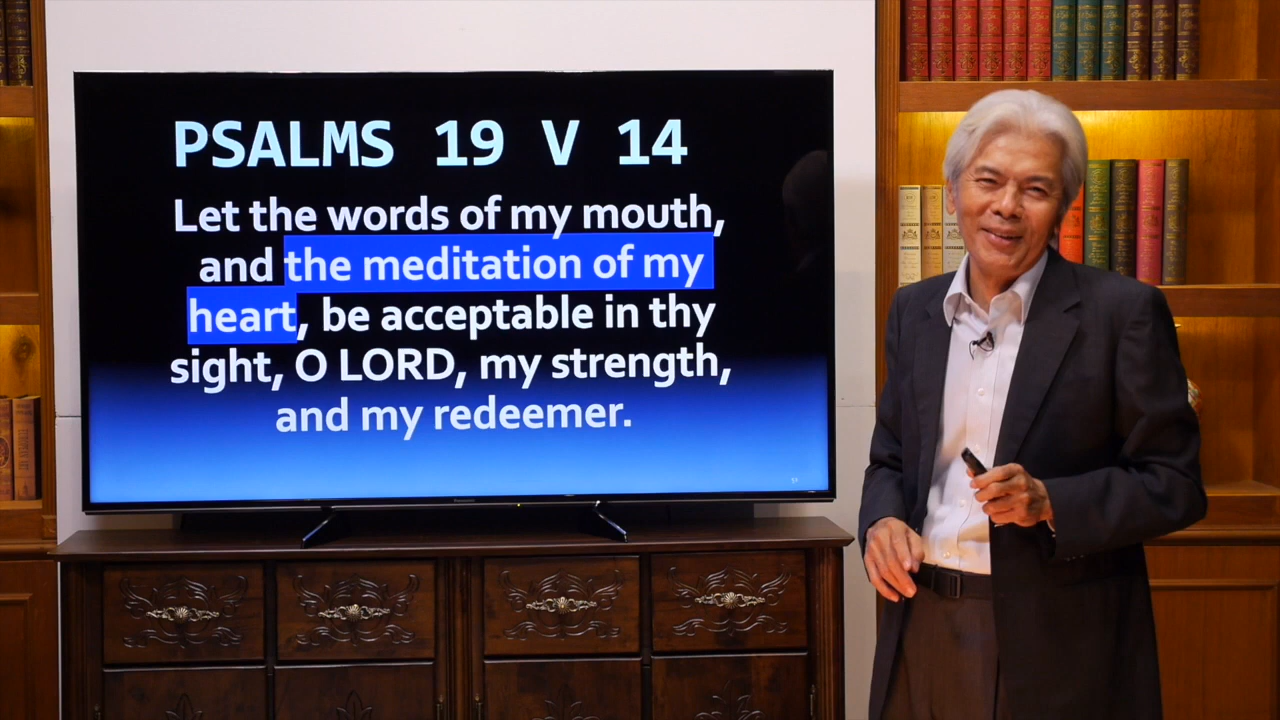 PSALMS 19 V 14
Let the words of my mouth,
and the meditation of my
heart, be acceptable in thy
sight, O LORD, my strength,
and my redeemer.